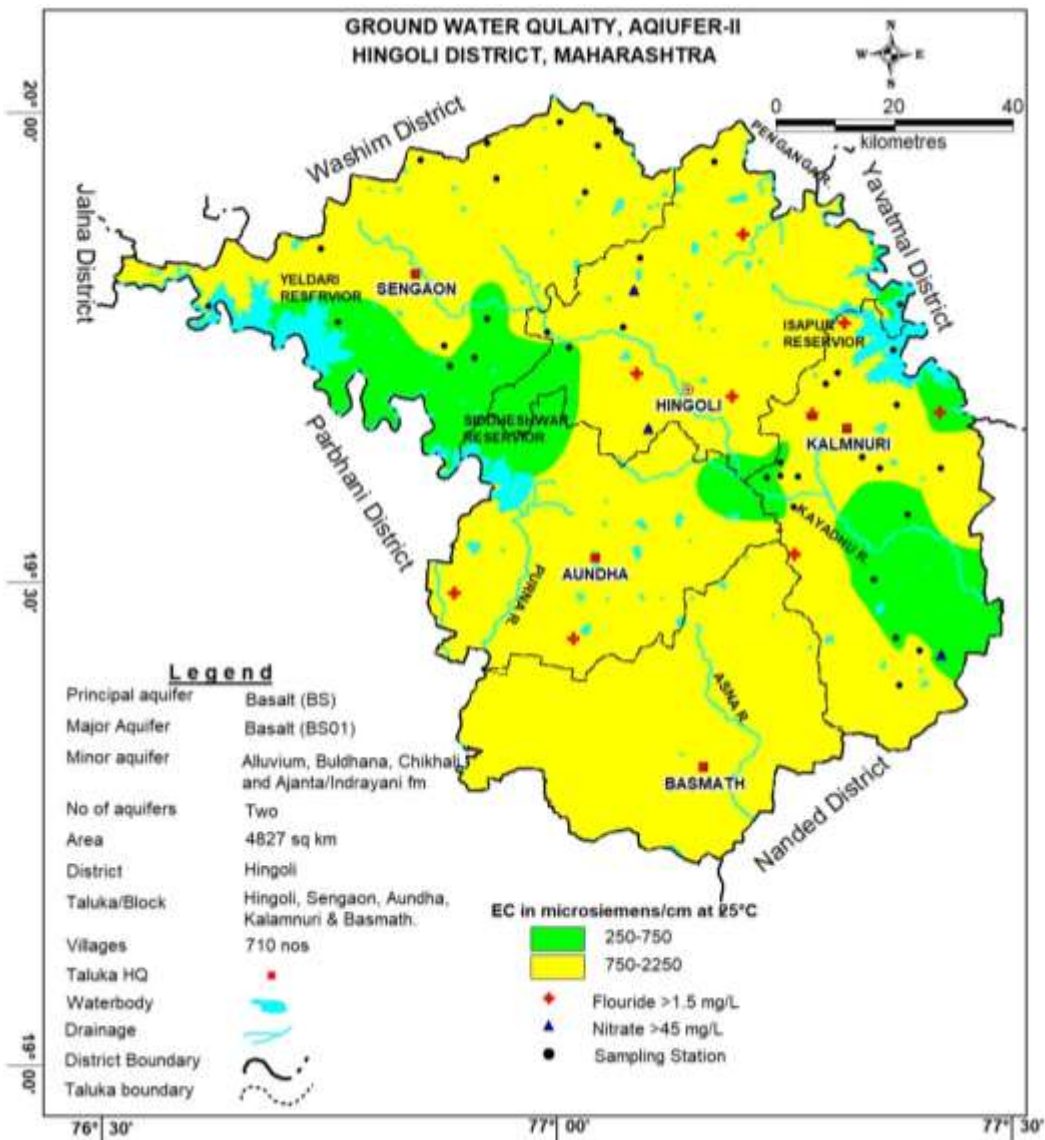 GROUND WATER QULAITY, AQIUFER-II
HINGOLI DISTRICT, MAHARASHTRA
N
W E
S
0 20 40
kilometres
20° 00'
19° 30'
19° 00'
Washim District
PENGANGA R.
Yavatmal District
Jalna District
YELDARI
RESERVIOR
SENGAON
ISAPUR
RESERVIOR
HINGOLI
SIDDHESHWAR
RESERVIOR
KALMNURI
Parbhani District
KAYADHU R.
AUNDHA
PURNA R.
ASNA R.
BASMATH
Nanded District
Legend
Principal aquifer Basalt (BS)
Major Aquifer Basalt (BS01)
Minor aquifer Alluvium, Buldhana, Chikhali
and Ajanta/Indrayani fm
No of aquifers Two
Area 4827 sq km
District Hingoli
Taluka/Block Hingoli, Sengaon, Aundha,
Kalamnuri & Basmath.
Villages 710 nos
Taluka HQ
Waterbody
Drainage
District Boundary
Taluka boundary
EC in microsiemens/cm at 25°C
250-750
750-2250
Flouride >1.5 mg/L
Nitrate >45 mg/L
Sampling Station
76° 30' 77° 00' 77° 30'